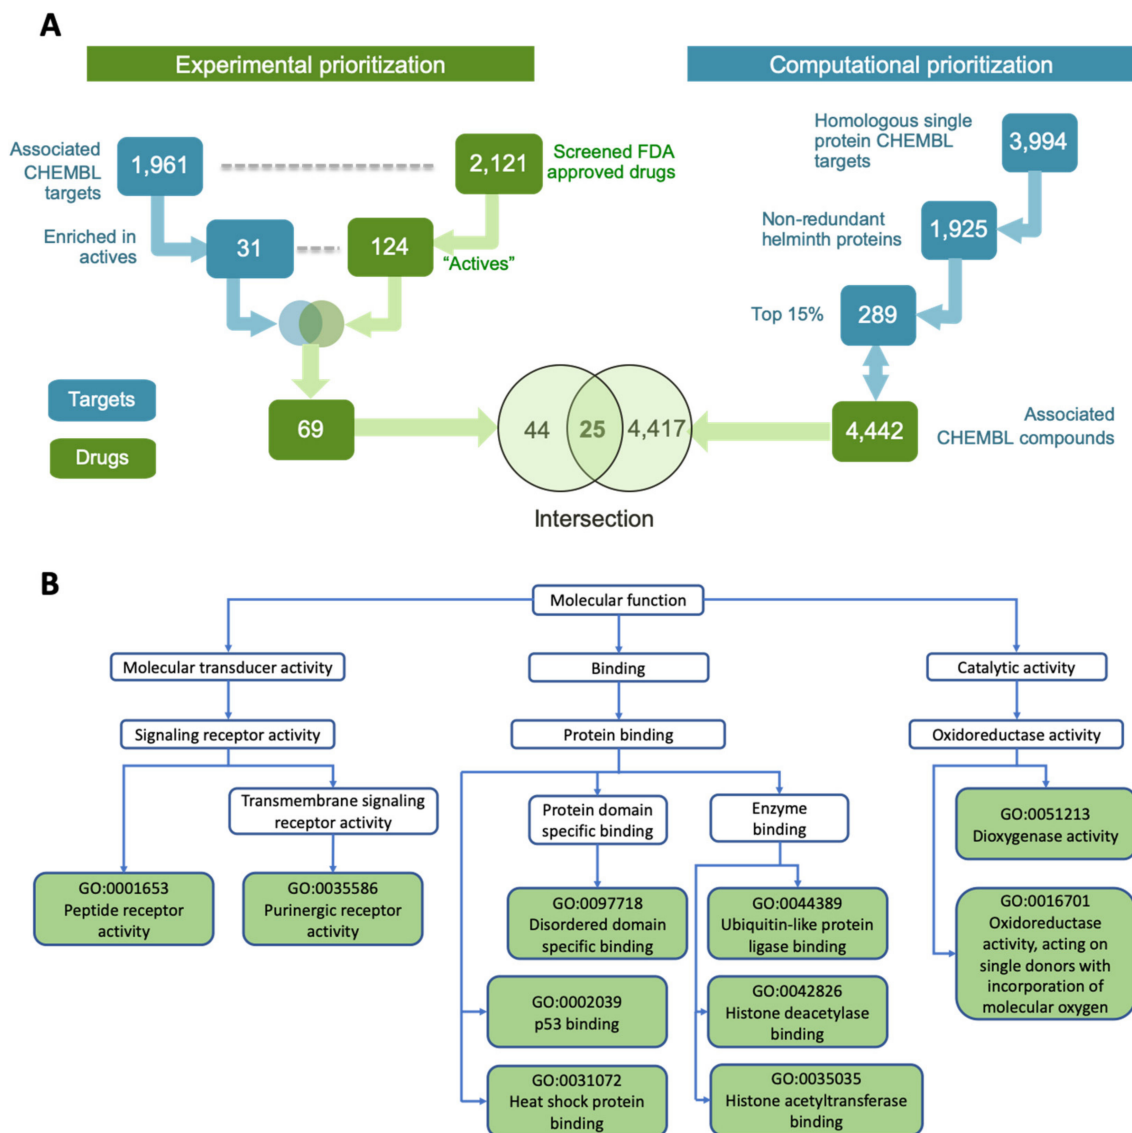 A
Experimental prioritization
Computational prioritization
Associated
CHEMBL
targets
1,961
2,121
Screened FDA
approved drugs
Homologous single
protein CHEMBL
targets
3,994
Enriched in
actives
31
124
"Actives"
Non-redundant
helminth proteins
1,925
Top 15%
289
Targets
Drugs
69
44
25
4,417
4,442
Associated
CHEMBL compounds
Intersection
B
Molecular function
Molecular transducer activity
Binding
Catalytic activity
Signaling receptor activity
Protein binding
Oxidoreductase activity
Transmembrane signaling
receptor activity
Protein domain
specific binding
Enzyme
binding
GO:0051213
Dioxygenase activity
GO:0001653
Peptide receptor
activity
GO:0035586
Purinergic receptor
activity
GO:0097718
Disordered domain
specific binding
GO:0044389
Ubiquitin-like protein
ligase binding
GO:0016701
Oxidoreductase
activity, acting on
single donors with
incorporation of
molecular oxygen
GO:0002039
p53 binding
GO:0042826
Histone deacetylase
binding
GO:0031072
Heat shock protein
binding
GO:0035035
Histone acetyltransferase
binding